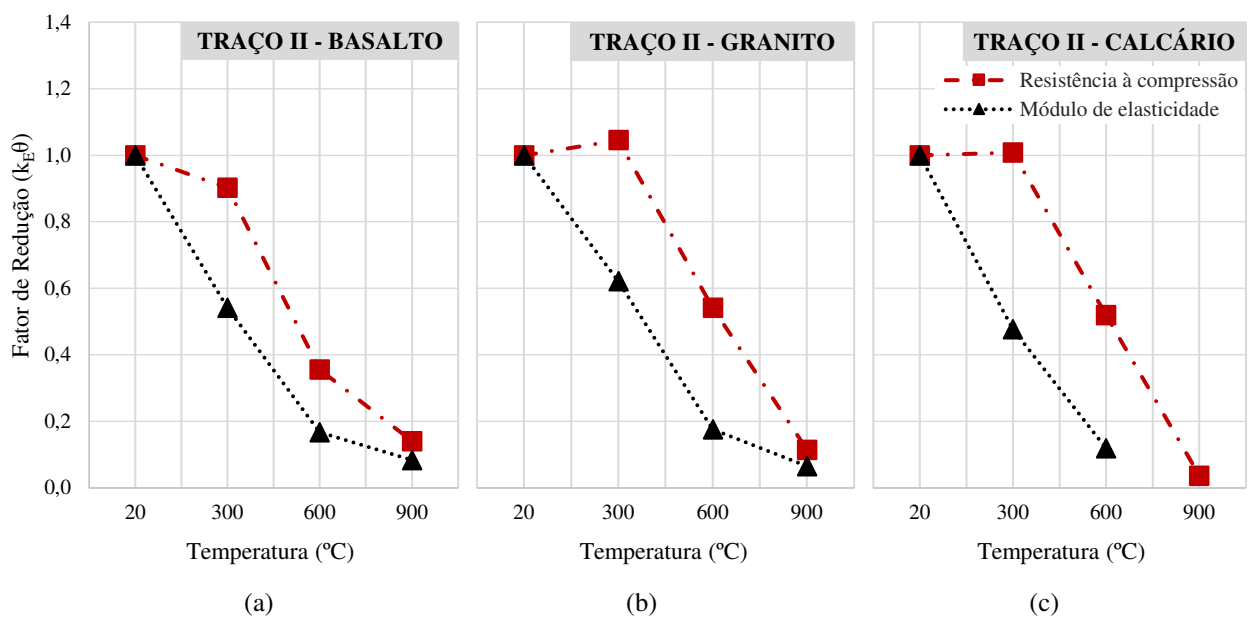 TRAÇO II - BASALTO
TRAÇO II - GRANITO
TRAÇO II - CALCÁRIO
Resistência à compressão
Módulo de elasticidade
Fator de Redução (kEθ)
1,4
1,2
1,0
0,8
0,6
0,4
0,2
0,0
20 300 600 900
20 300 600 900
20 300 600 900
Temperatura (ºC)
Temperatura (ºC)
Temperatura (ºC)
(a)
(b)
(c)